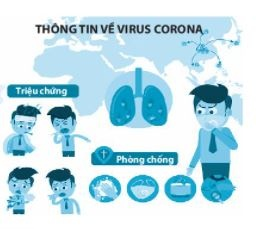 THÔNG TIN VỀ VIRUS CORONA
Triệu chứng
Phòng chống